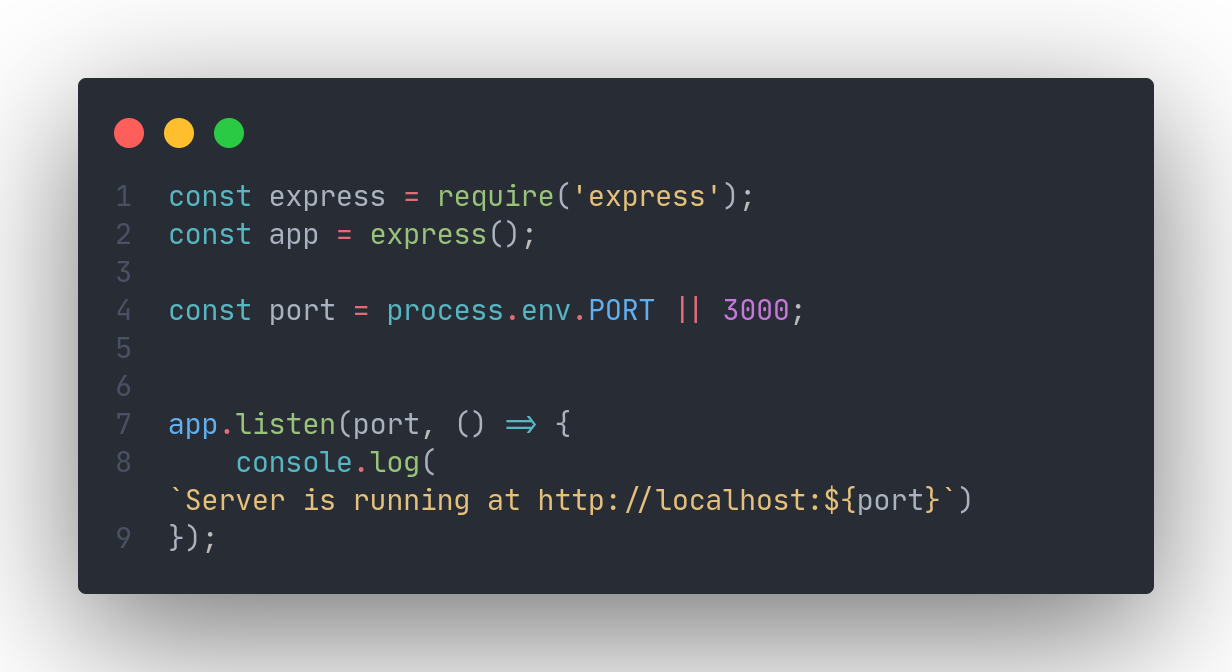 1 const express = require('express');
2 const app = express();
3
4 const port = process.env.PORT || 3000;
5
6
7 app.listen(port, () => {
8     console.log(
`Server is running at http://localhost:${port}`)
9 });